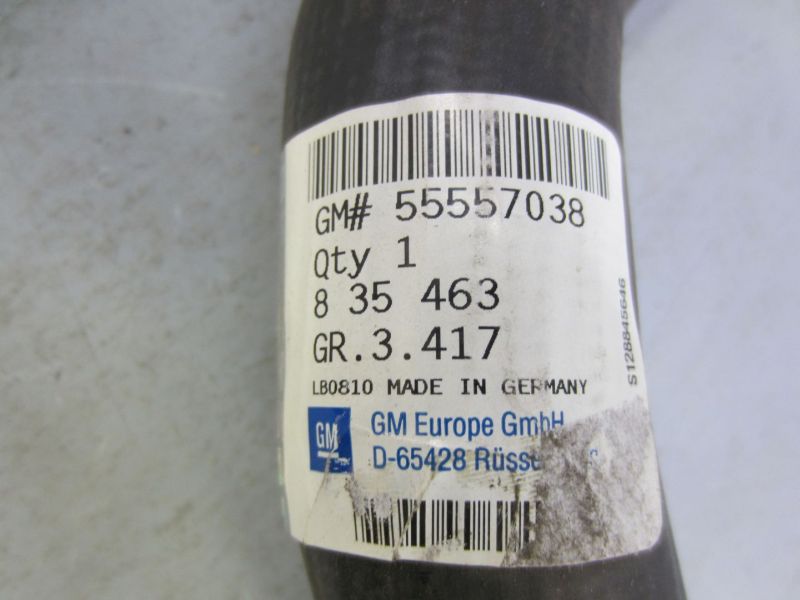 GM# 55557038
Qty 1
8 35 463
GR.3.417
LB0810 MADE IN GERMANY
S128845646
GM
GM Europe GmbH
D-65428